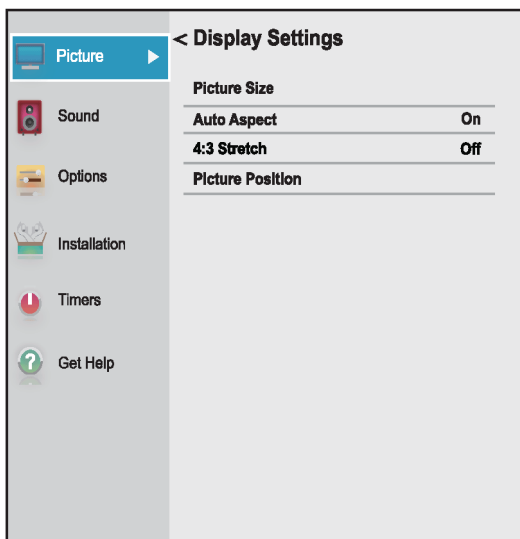 Picture
Sound
Options
Installation
Timers
Get Help
< Display Settings
Picture Size
Auto Aspect On
4:3 Stretch Off
Picture Position